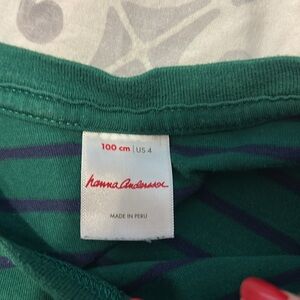 100 cm | US 4
hanna Andersson
MADE IN PERU